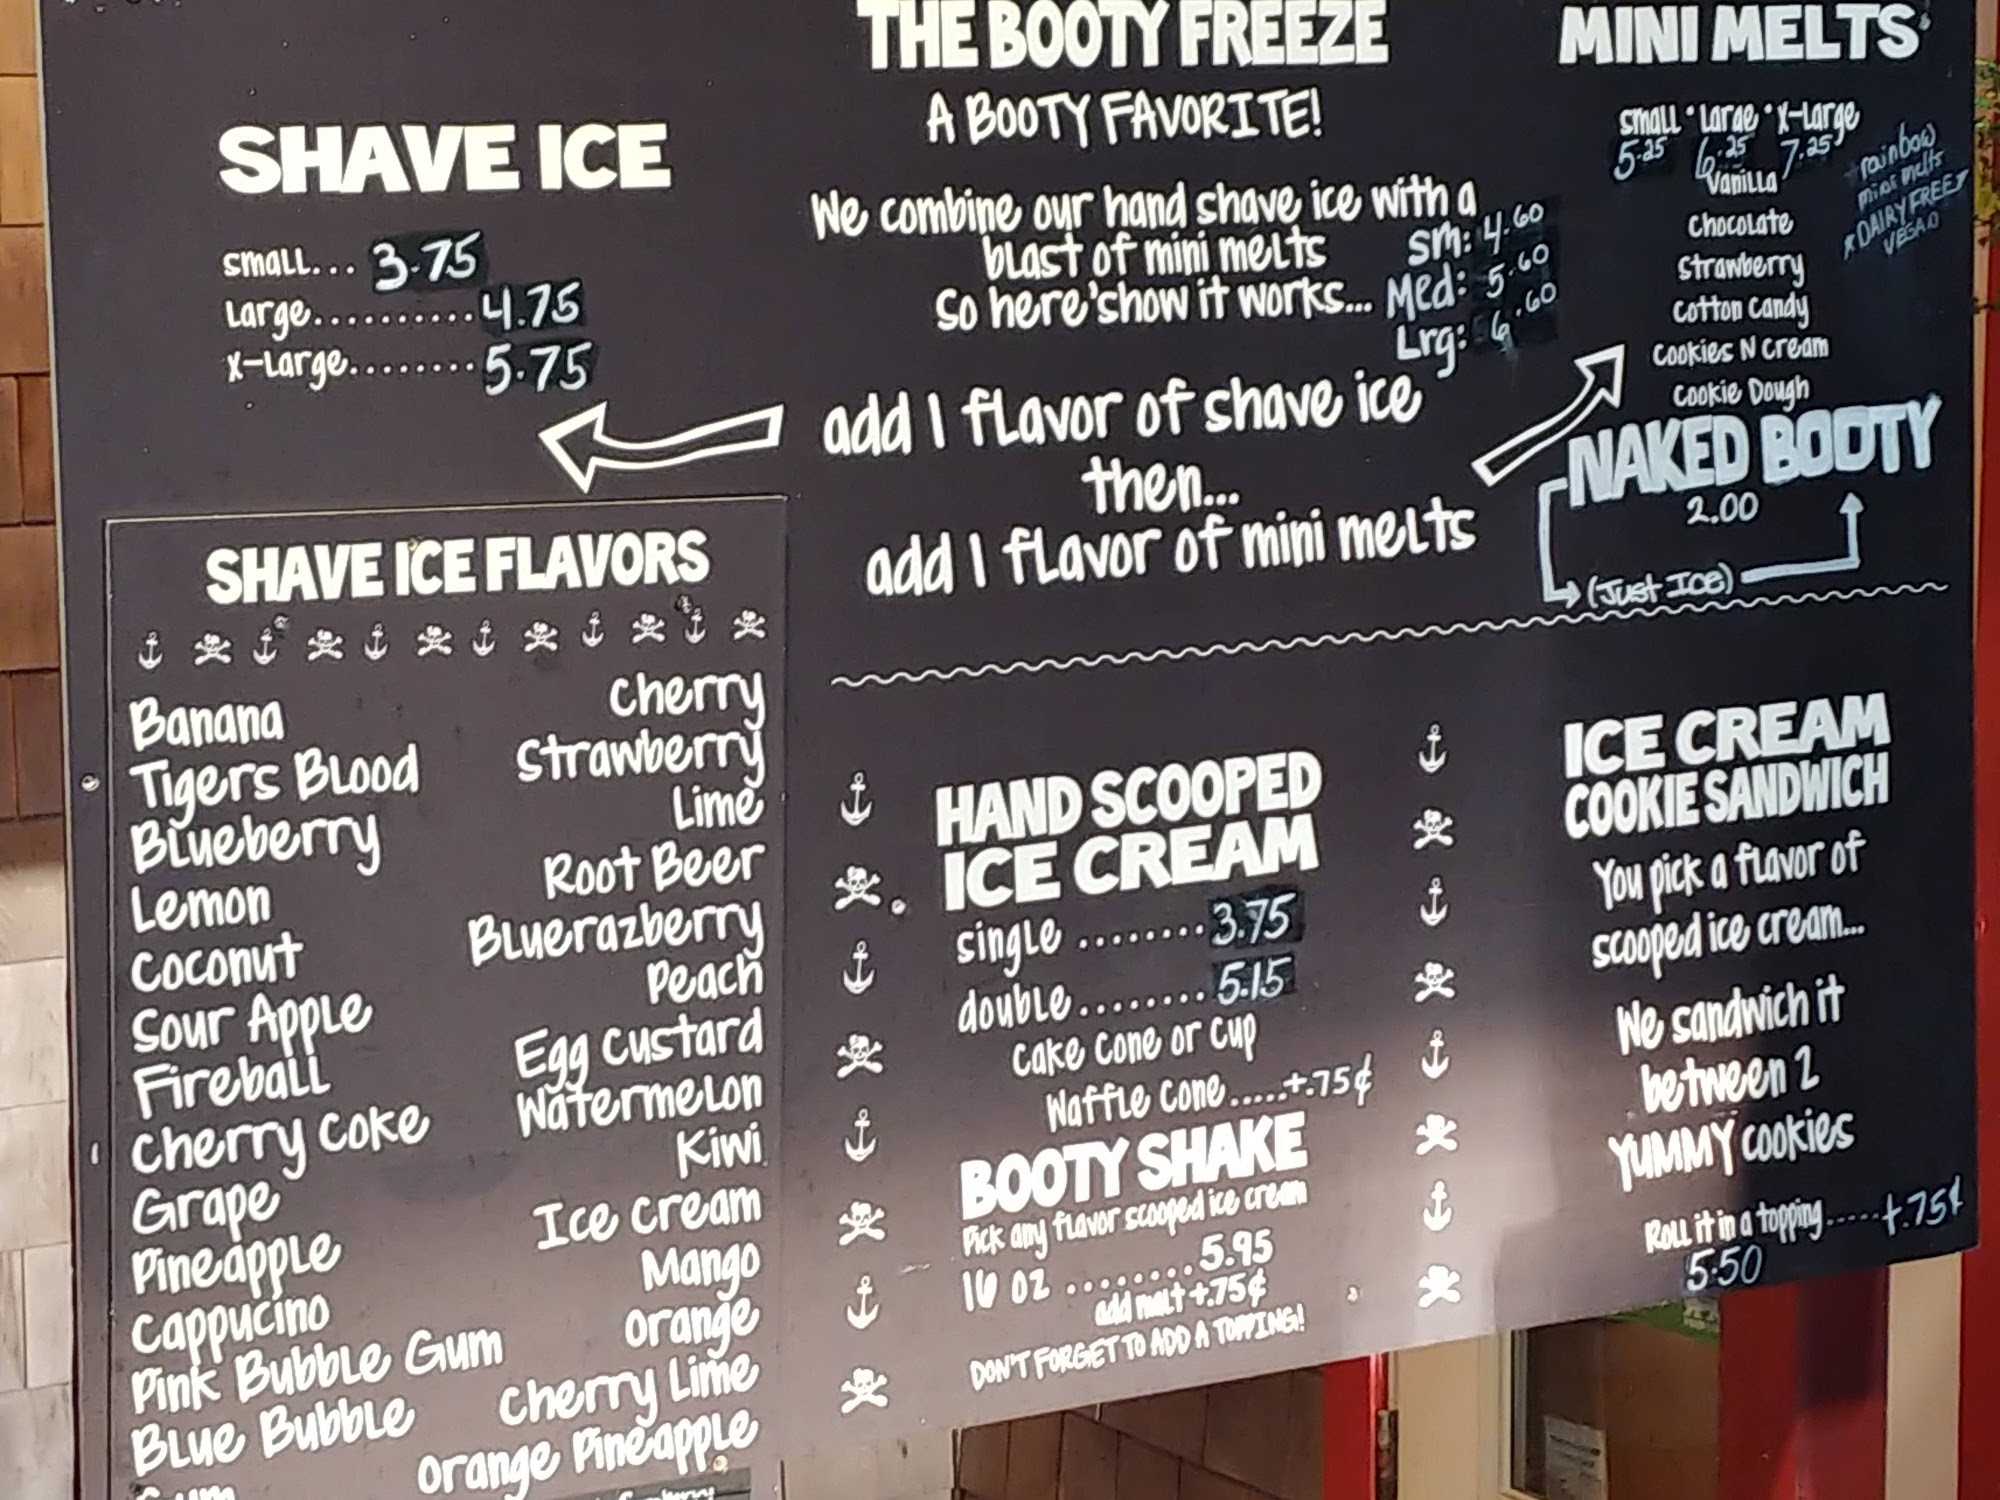 SHAVE ICE
small... 3.75
Large.......... 4.75
X-Large........ 5.75
SHAVE ICE FLAVORS
Banana
Tigers Blood
Blueberry
Lemon
Coconut
Sour Apple
Fireball
Cherry Coke
Grape
Pineapple
Cappucino
Pink Bubble Gum
Blue Bubble
Gum
Cherry
Strawberry
Lime
Root Beer
Bluerazberry
Peach
Egg Custard
Watermelon
Kiwi
Ice Cream
Mango
Orange
Cherry Lime
Orange Pineapple
THE BOOTY FREEZE
A BOOTY FAVORITE!
We combine our hand shave ice with a
blast of mini melts
So here's how it works...
Sm: 4.60
Med: 5.60
Lrg: 6.60
add 1 flavor of shave ice
then...
add 1 flavor of mini melts
MINI MELTS
small • Large • X-Large
5.25 6.25 7.25
Vanilla
Chocolate
Strawberry
Cotton Candy
Cookies N Cream
Cookie Dough
rainbow
mini melts
DAIRY FREE
VEGAN
NAKED BOOTY
2.00
(Just ICE)
HAND SCOOPED
ICE CREAM
single ........ 3.75
double ........ 5.15
Cake Cone or Cup
Waffle Cone .....+.75¢
BOOTY SHAKE
Pick any flavor scooped ice cream
16 oz ........ 5.95
add malt +.75¢
DON'T FORGET TO ADD A TOPPING!
ICE CREAM
COOKIE SANDWICH
You pick a flavor of
scooped ice cream...
We sandwich it
between 2
YUMMY cookies
Roll it in a topping.....+.75¢
5.50